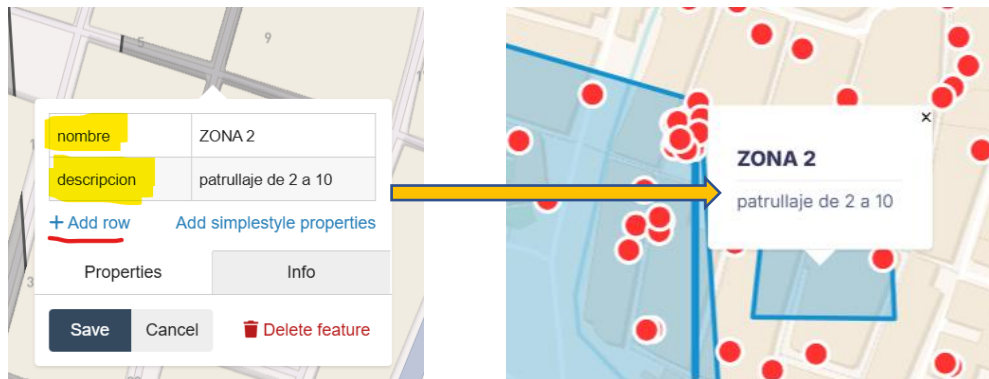 5
9
nombre ZONA 2
descripcion patrullaje de 2 a 10
+ Add row Add simplestyle properties
Properties Info
Save Cancel Delete feature
×
ZONA 2
patrullaje de 2 a 10